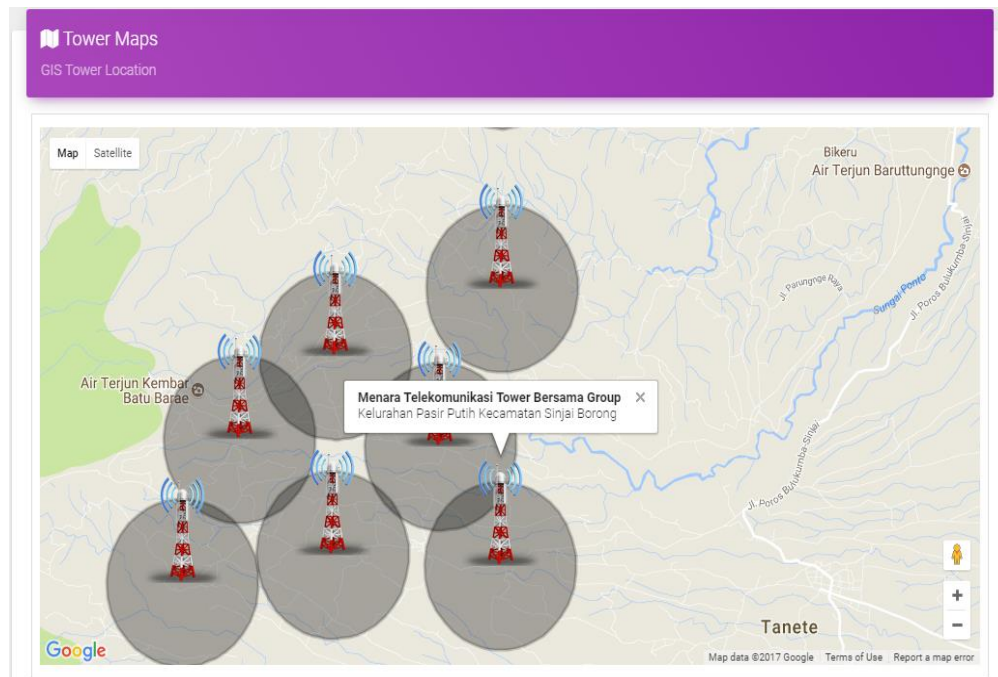 Tower Maps
GIS Tower Location
Map Satellite
Bikeru
Air Terjun Baruttungnge
Jl. Parungnge Raya
Sungai Ponto
Jl. Poros Bulukumba-Sinjai
Air Terjun Kembar
Batu Barae
Menara Telekomunikasi Tower Bersama Group
Kelurahan Pasir Putih Kecamatan Sinjai Borong
Jl. Poros Bulukumba-Sinjai
Tanete
+
−
Google
Map data ©2017 Google Terms of Use Report a map error